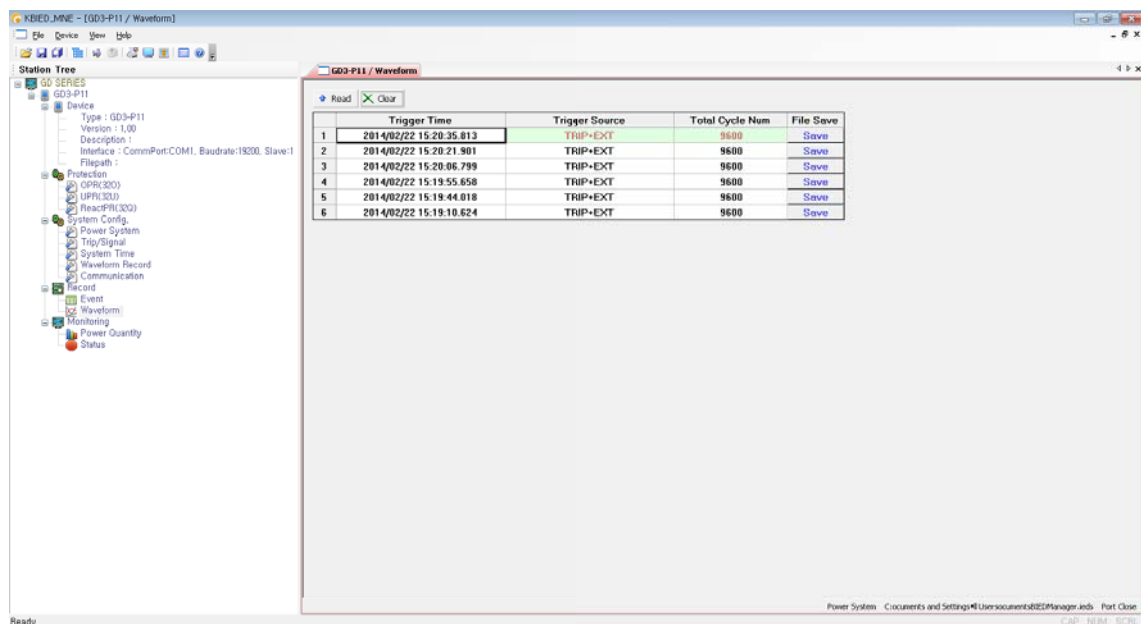 KBIED_MNE - [GD3-P11 / Waveform]
File Device View Help
Station Tree
GD SERIES
GD3-P11
Device
Type : GD3-P11
Version : 1,00
Description :
Interface : CommPort:COM1, Baudrate:19200, Slave:1
Filepath :
Protection
OPR(32O)
UPR(32U)
ReactPR(32Q)
System Config,
Power System
Trip/Signal
System Time
Waveform Record
Communication
Record
Event
Waveform
Monitoring
Power Quantity
Status
GD3-P11 / Waveform
Read Clear
Trigger Time Trigger Source Total Cycle Num File Save
1 2014/02/22 15:20:35.813 TRIP+EXT 9600 Save
2 2014/02/22 15:20:21.901 TRIP+EXT 9600 Save
3 2014/02/22 15:20:06.799 TRIP+EXT 9600 Save
4 2014/02/22 15:19:55.658 TRIP+EXT 9600 Save
5 2014/02/22 15:19:44.018 TRIP+EXT 9600 Save
6 2014/02/22 15:19:10.624 TRIP+EXT 9600 Save
Power System C:ocuments and Port Close
Ready CAP NUM SCRL